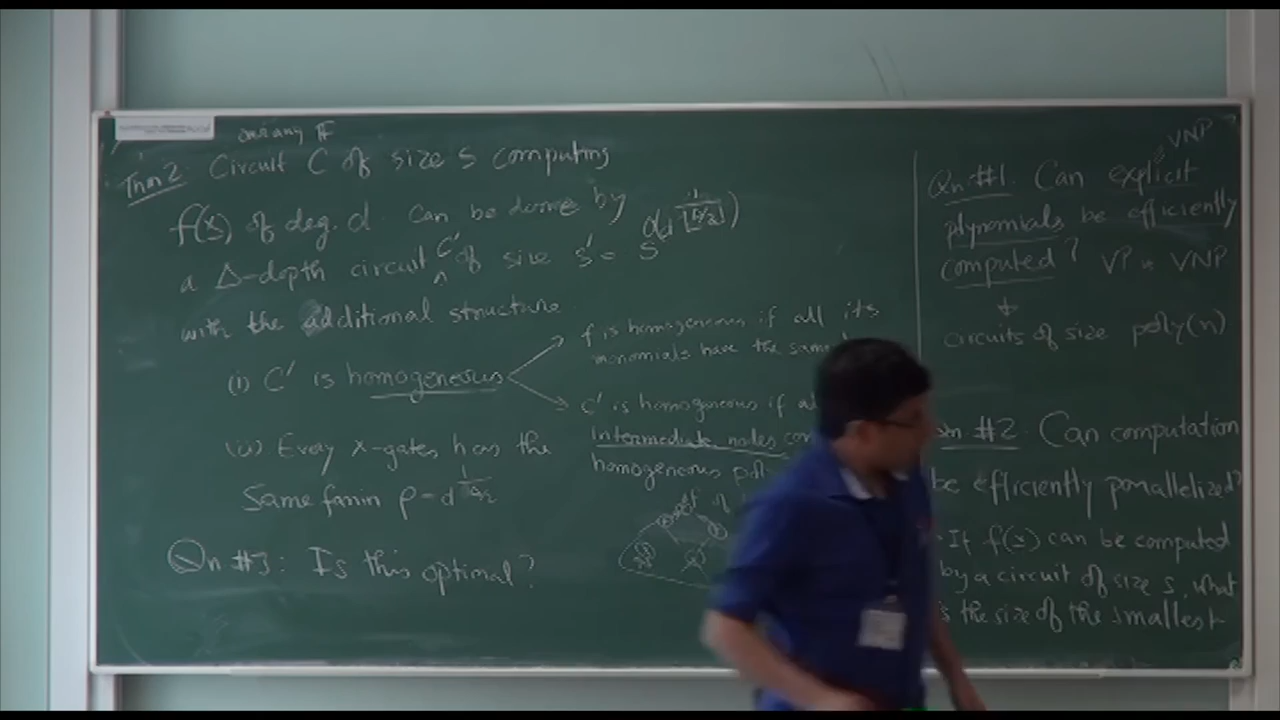 over any F
Thm 2: Circuit C of size s computing
f(x) of deg. d can be done by
a Δ-depth circuit C' of size s' = s^O(d^1/⌈Δ/2⌉)
with the additional structure
(i) C' is homogeneous
f is homogeneous if all its
monomials have the same
C' is homogeneous if
intermediate nodes
homogeneous
(ii) Every ×-gates has the
same fanin ρ = d
Qn #3: Is this optimal?
VNP
Qn #1. Can explicit
plynomials be efficiently
computed? VP VNP
circuits of size poly(n)
#2. Can computation
be efficiently parallelized?
If f(x) can be computed
by a circuit of size s, what
is the size of the smallest